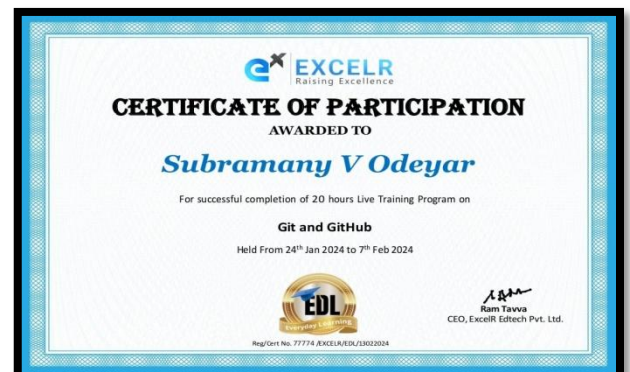 ex EXCELR
Raising Excellence
CERTIFICATE OF PARTICIPATION
AWARDED TO
Subramany V Odeyar
For successful completion of 20 hours Live Training Program on
Git and GitHub
Held From 24th Jan 2024 to 7th Feb 2024
EDL
Everyday Learning
Ram Tavva
CEO, ExcelR Edtech Pvt. Ltd.
Reg/Cert No. 77774 /EXCELR/EDL/13022024